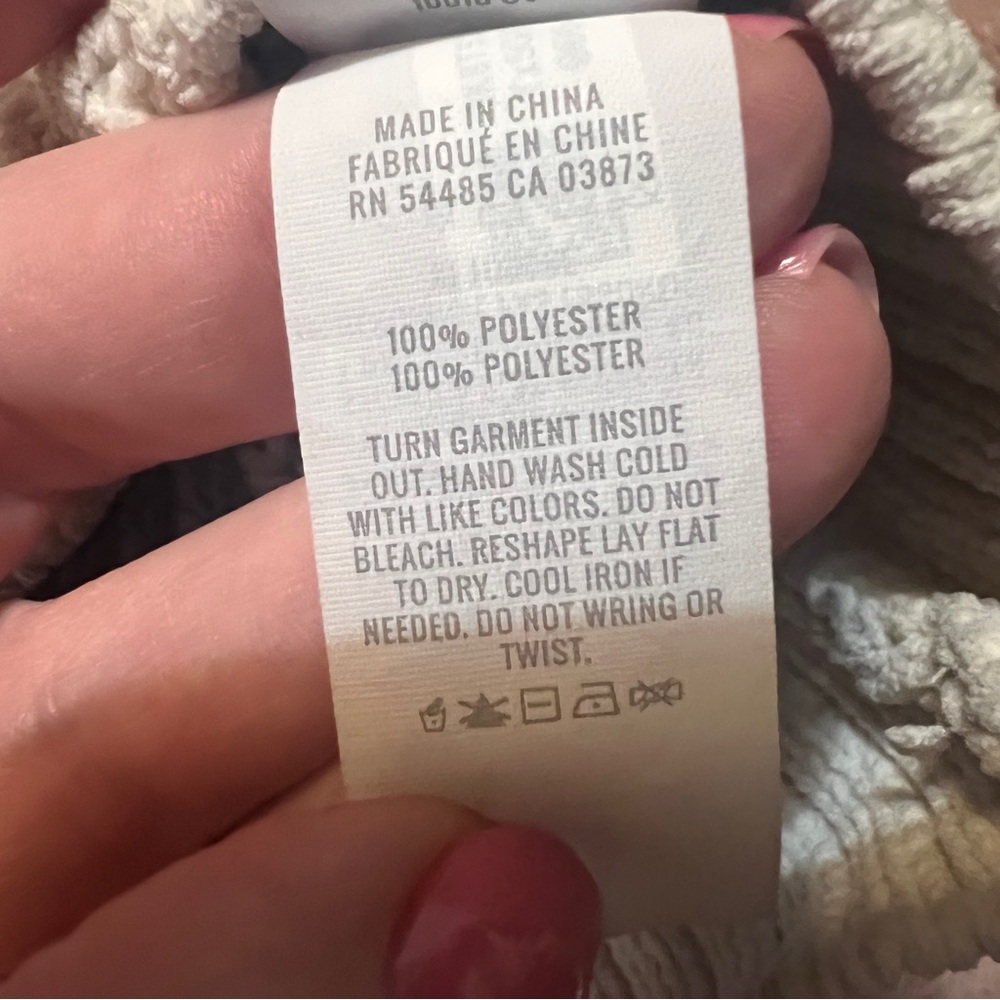 MADE IN CHINA
FABRIQUÉ EN CHINE
RN 54485 CA 03873
100% POLYESTER
100% POLYESTER
TURN GARMENT INSIDE
OUT. HAND WASH COLD
WITH LIKE COLORS. DO NOT
BLEACH. RESHAPE LAY FLAT
TO DRY. COOL IRON IF
NEEDED. DO NOT WRING OR
TWIST.